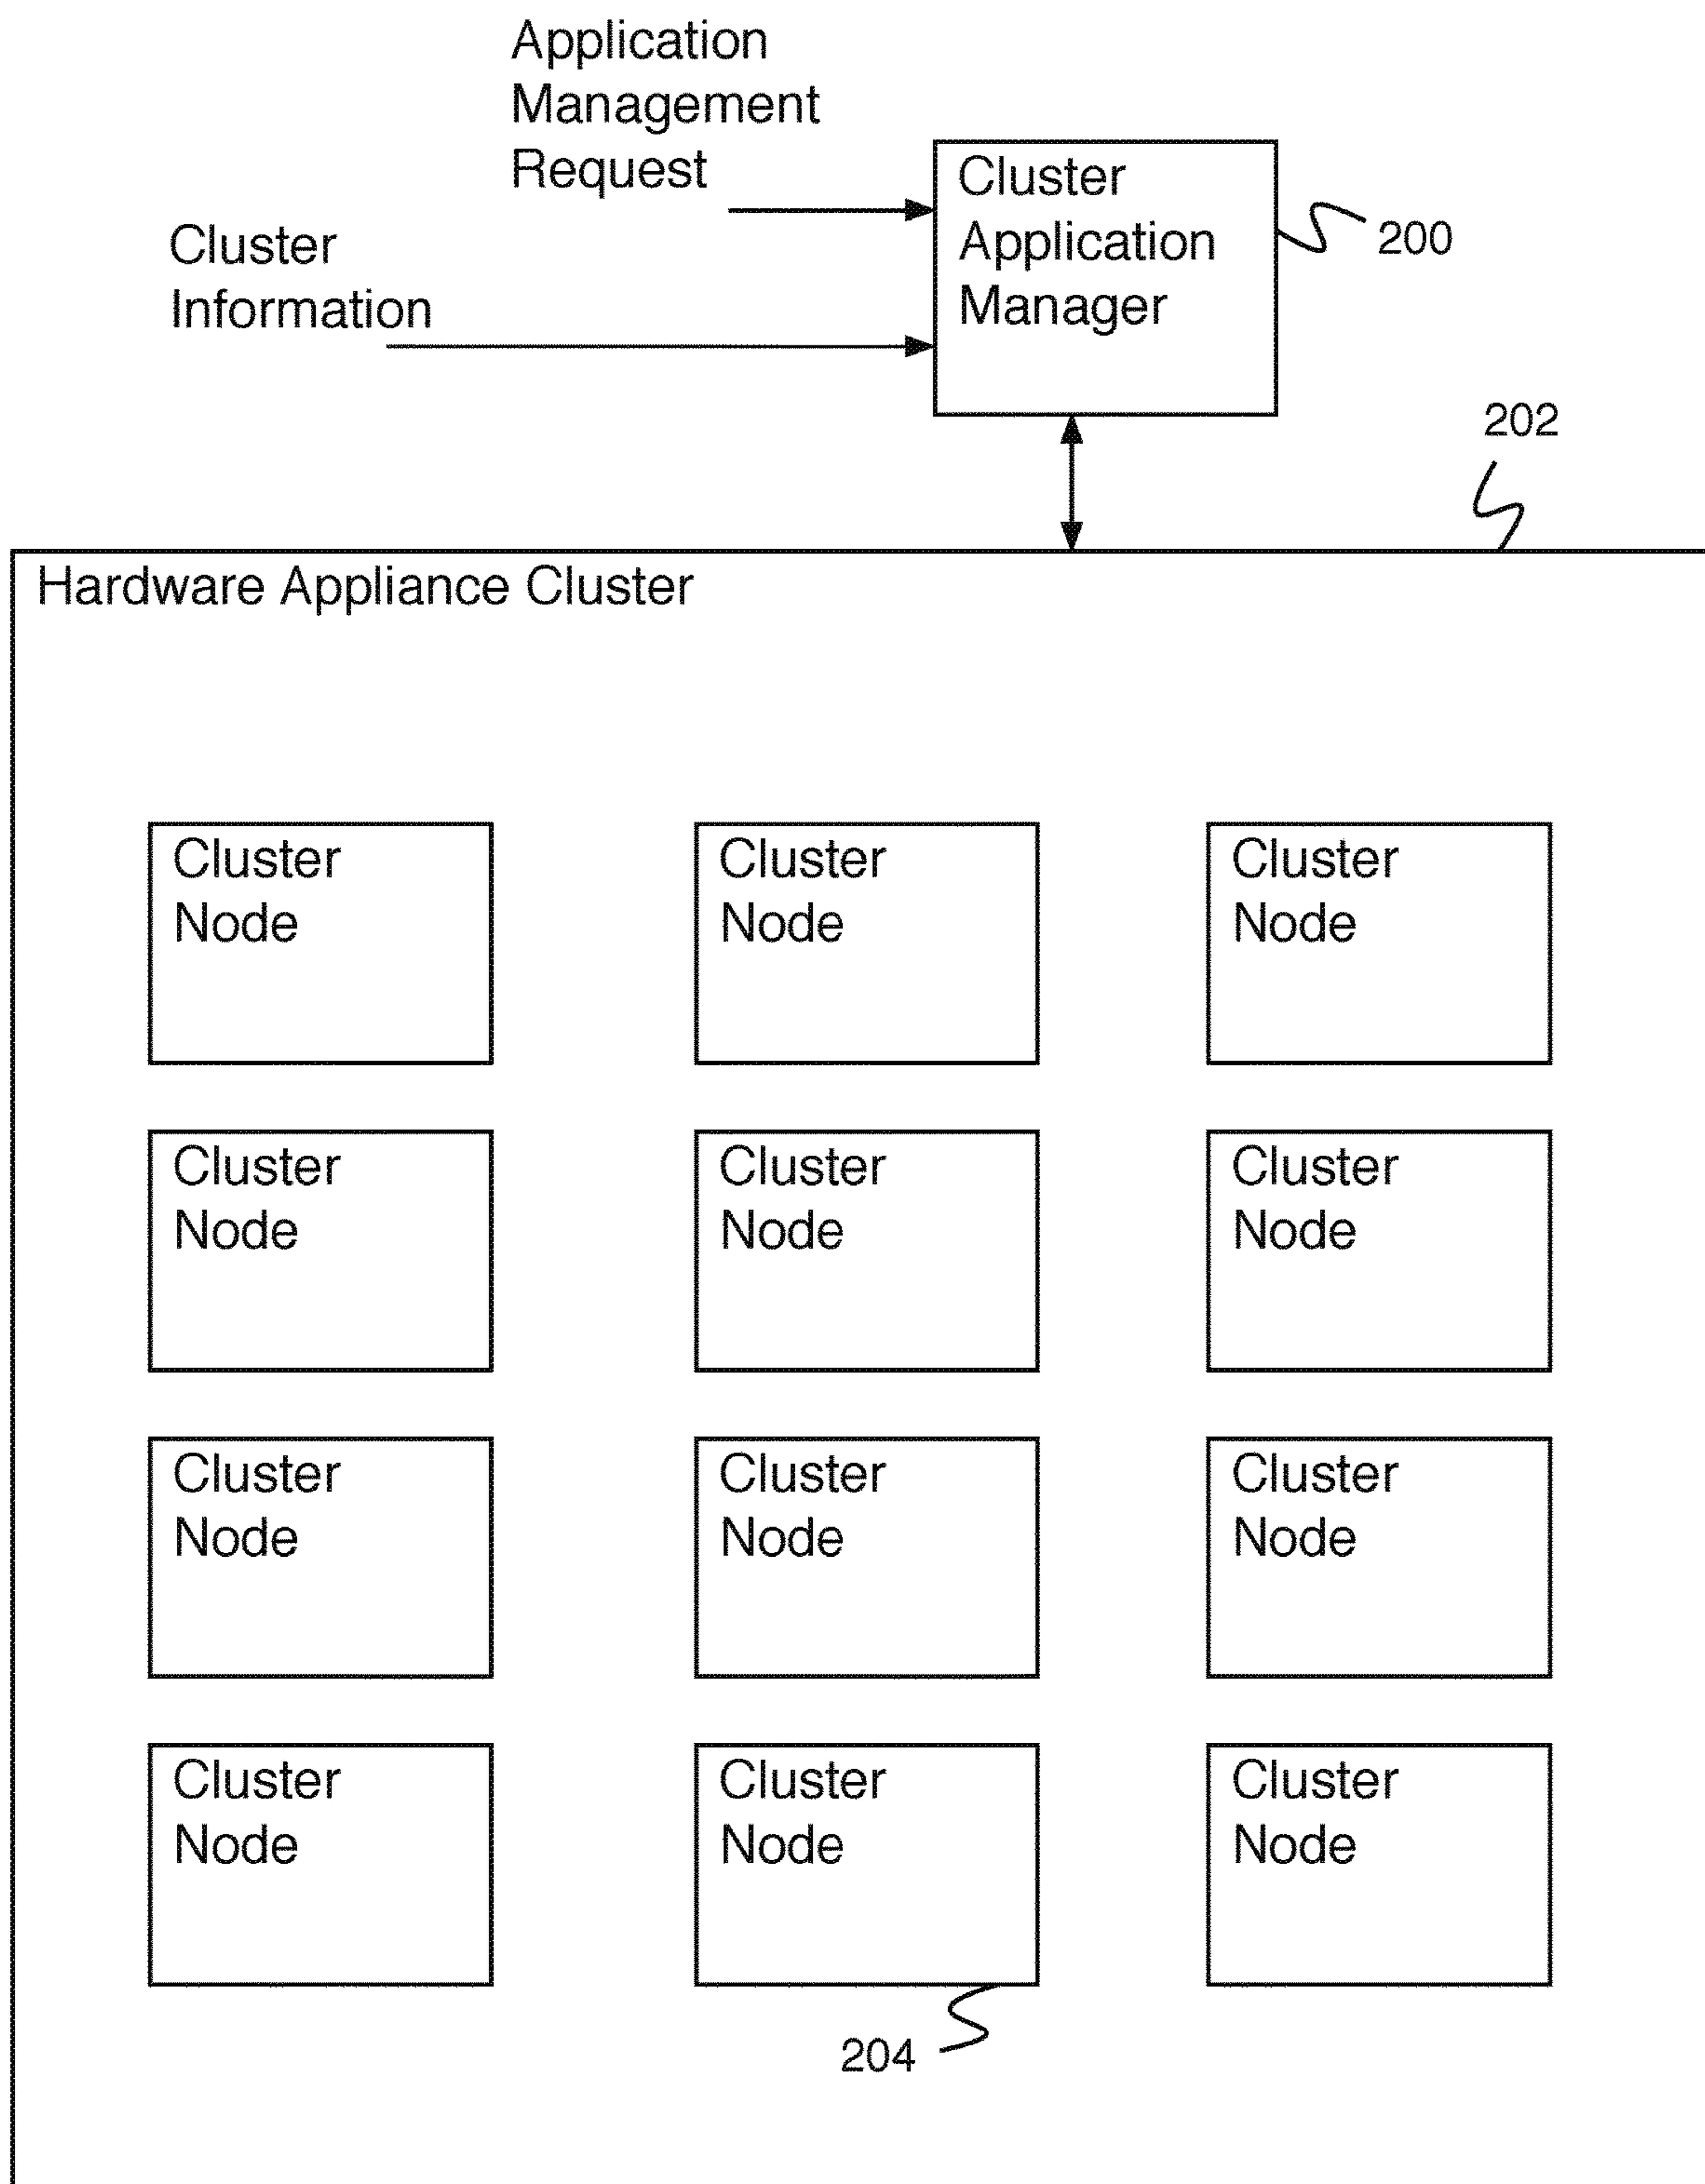 Application
Management
Request
Cluster
Information
Cluster
Application
Manager
200
202
Hardware Appliance Cluster
Cluster
Node
Cluster
Node
Cluster
Node
Cluster
Node
Cluster
Node
Cluster
Node
Cluster
Node
Cluster
Node
Cluster
Node
Cluster
Node
Cluster
Node
Cluster
Node
204